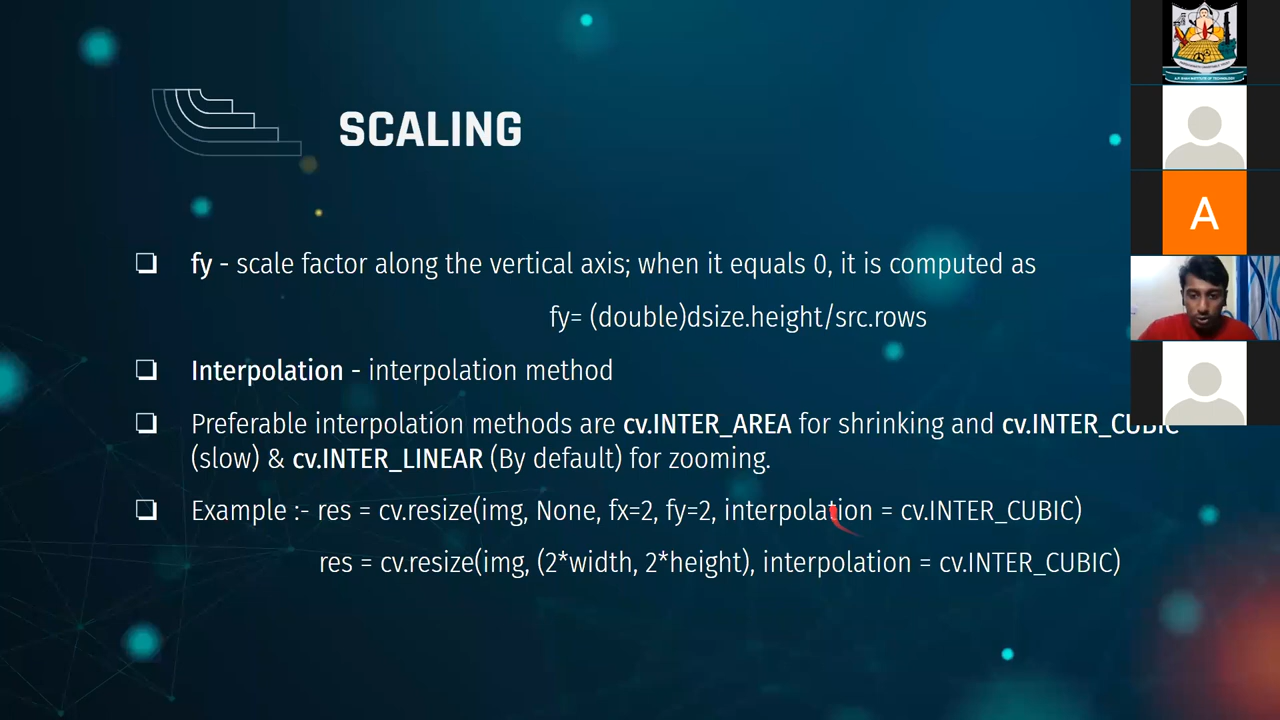 SCALING
fy - scale factor along the vertical axis; when it equals 0, it is computed as
fy= (double)dsize.height/src.rows
Interpolation - interpolation method
Preferable interpolation methods are cv.INTER_AREA for shrinking and cv.INTER_CUBIC
(slow) & cv.INTER_LINEAR (By default) for zooming.
Example :- res = cv.resize(img, None, fx=2, fy=2, interpolation = cv.INTER_CUBIC)
res = cv.resize(img, (2*width, 2*height), interpolation = cv.INTER_CUBIC)
A